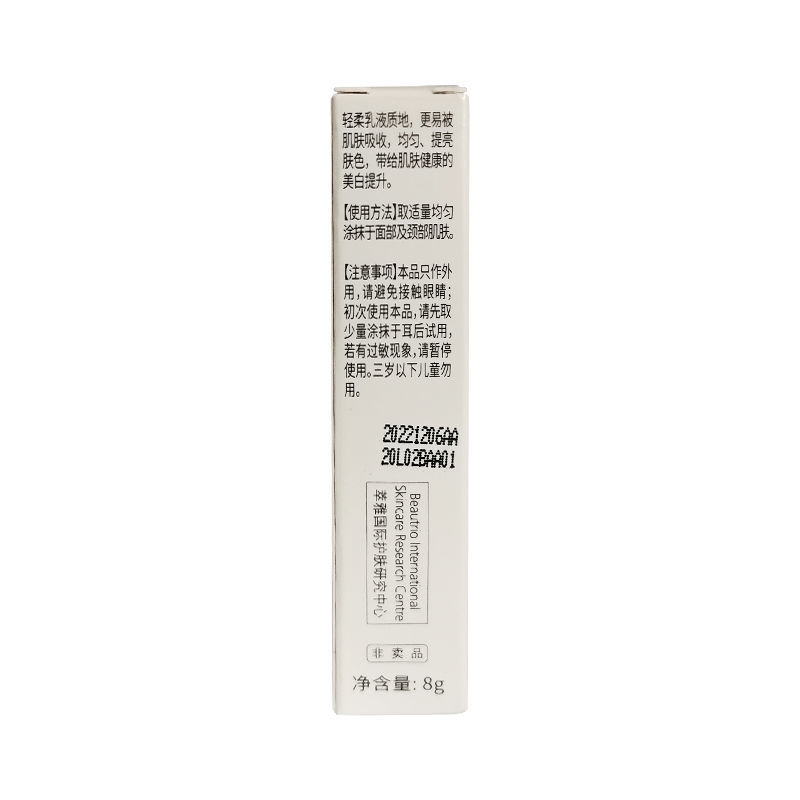 轻柔乳液质地，更易被
肌肤吸收，均匀、提亮
肤色，带给肌肤健康的
美白提升。
【使用方法】取适量均匀
涂抹于面部及颈部肌肤。
【注意事项】本品只作外
用，请避免接触眼睛；
初次使用本品，请先取
少量涂抹于耳后试用，
若有过敏现象，请暂停
使用。三岁以下儿童勿
用。
20221206AA
20L02BAA01
Beautrio International
Skincare Research Centre
萃雅国际护肤研究中心
非卖品
净含量: 8g